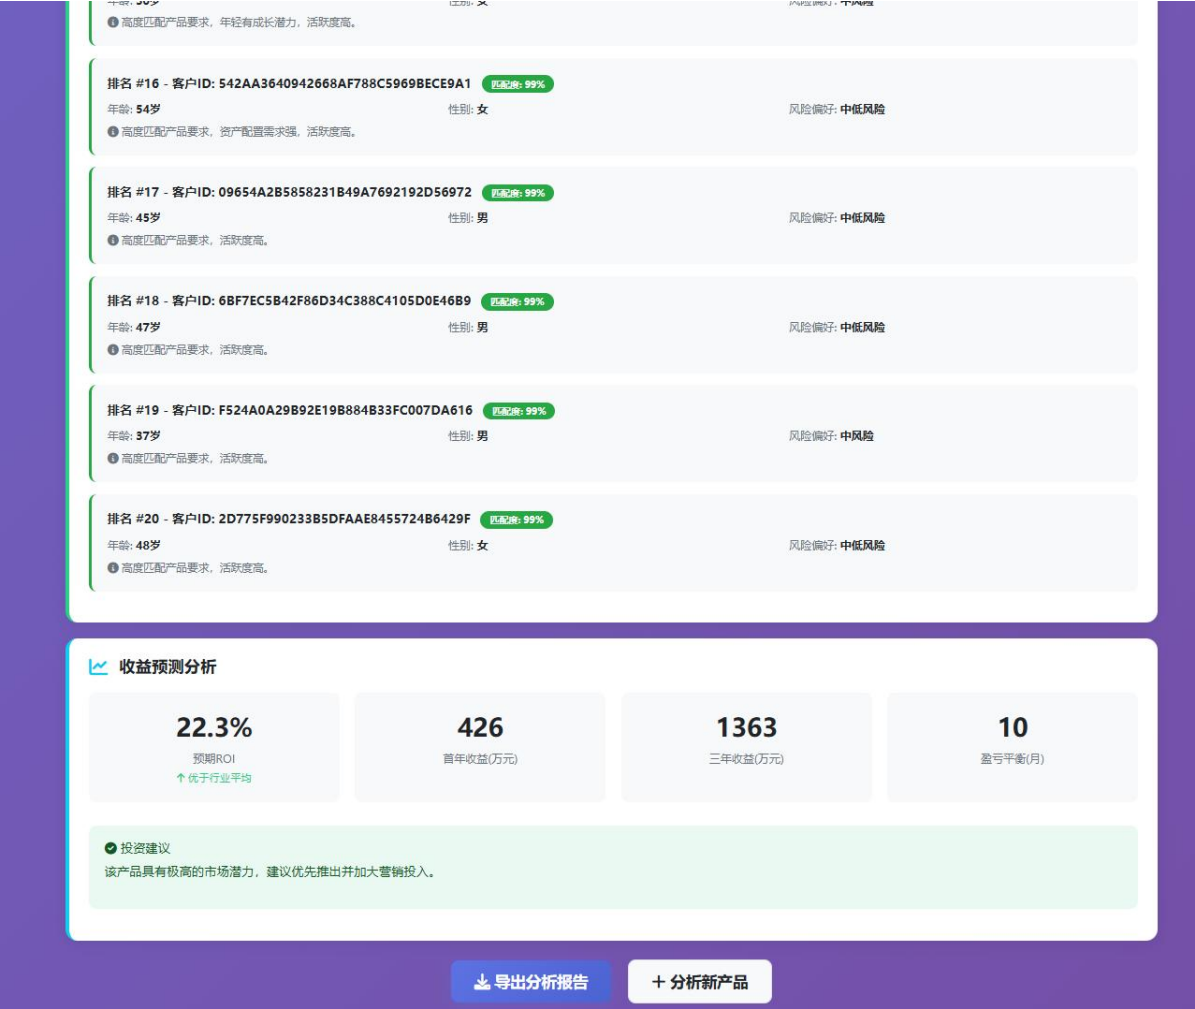 年龄: 30岁 性别: 女 风险偏好: 中风险
高度匹配产品要求，年轻有成长潜力，活跃度高。
排名 #16 - 客户ID: 542AA3640942668AF788C5969BECE9A1 匹配度: 99%
年龄: 54岁 性别: 女 风险偏好: 中低风险
高度匹配产品要求，资产配置需求强，活跃度高。
排名 #17 - 客户ID: 09654A2B5858231B49A7692192D56972 匹配度: 99%
年龄: 45岁 性别: 男 风险偏好: 中低风险
高度匹配产品要求，活跃度高。
排名 #18 - 客户ID: 6BF7EC5B42F86D34C388C4105D0E46B9 匹配度: 99%
年龄: 47岁 性别: 男 风险偏好: 中低风险
高度匹配产品要求，活跃度高。
排名 #19 - 客户ID: F524A0A29B92E19B884B33FC007DA616 匹配度: 99%
年龄: 37岁 性别: 男 风险偏好: 中风险
高度匹配产品要求，活跃度高。
排名 #20 - 客户ID: 2D775F990233B5DFAAE8455724B6429F 匹配度: 99%
年龄: 48岁 性别: 女 风险偏好: 中低风险
高度匹配产品要求，活跃度高。
收益预测分析
22.3% 426 1363 10
预期ROI 首年收益(万元) 三年收益(万元) 盈亏平衡(月)
优于行业平均
投资建议
该产品具有极高的市场潜力，建议优先推出并加大营销投入。
导出分析报告 分析新产品